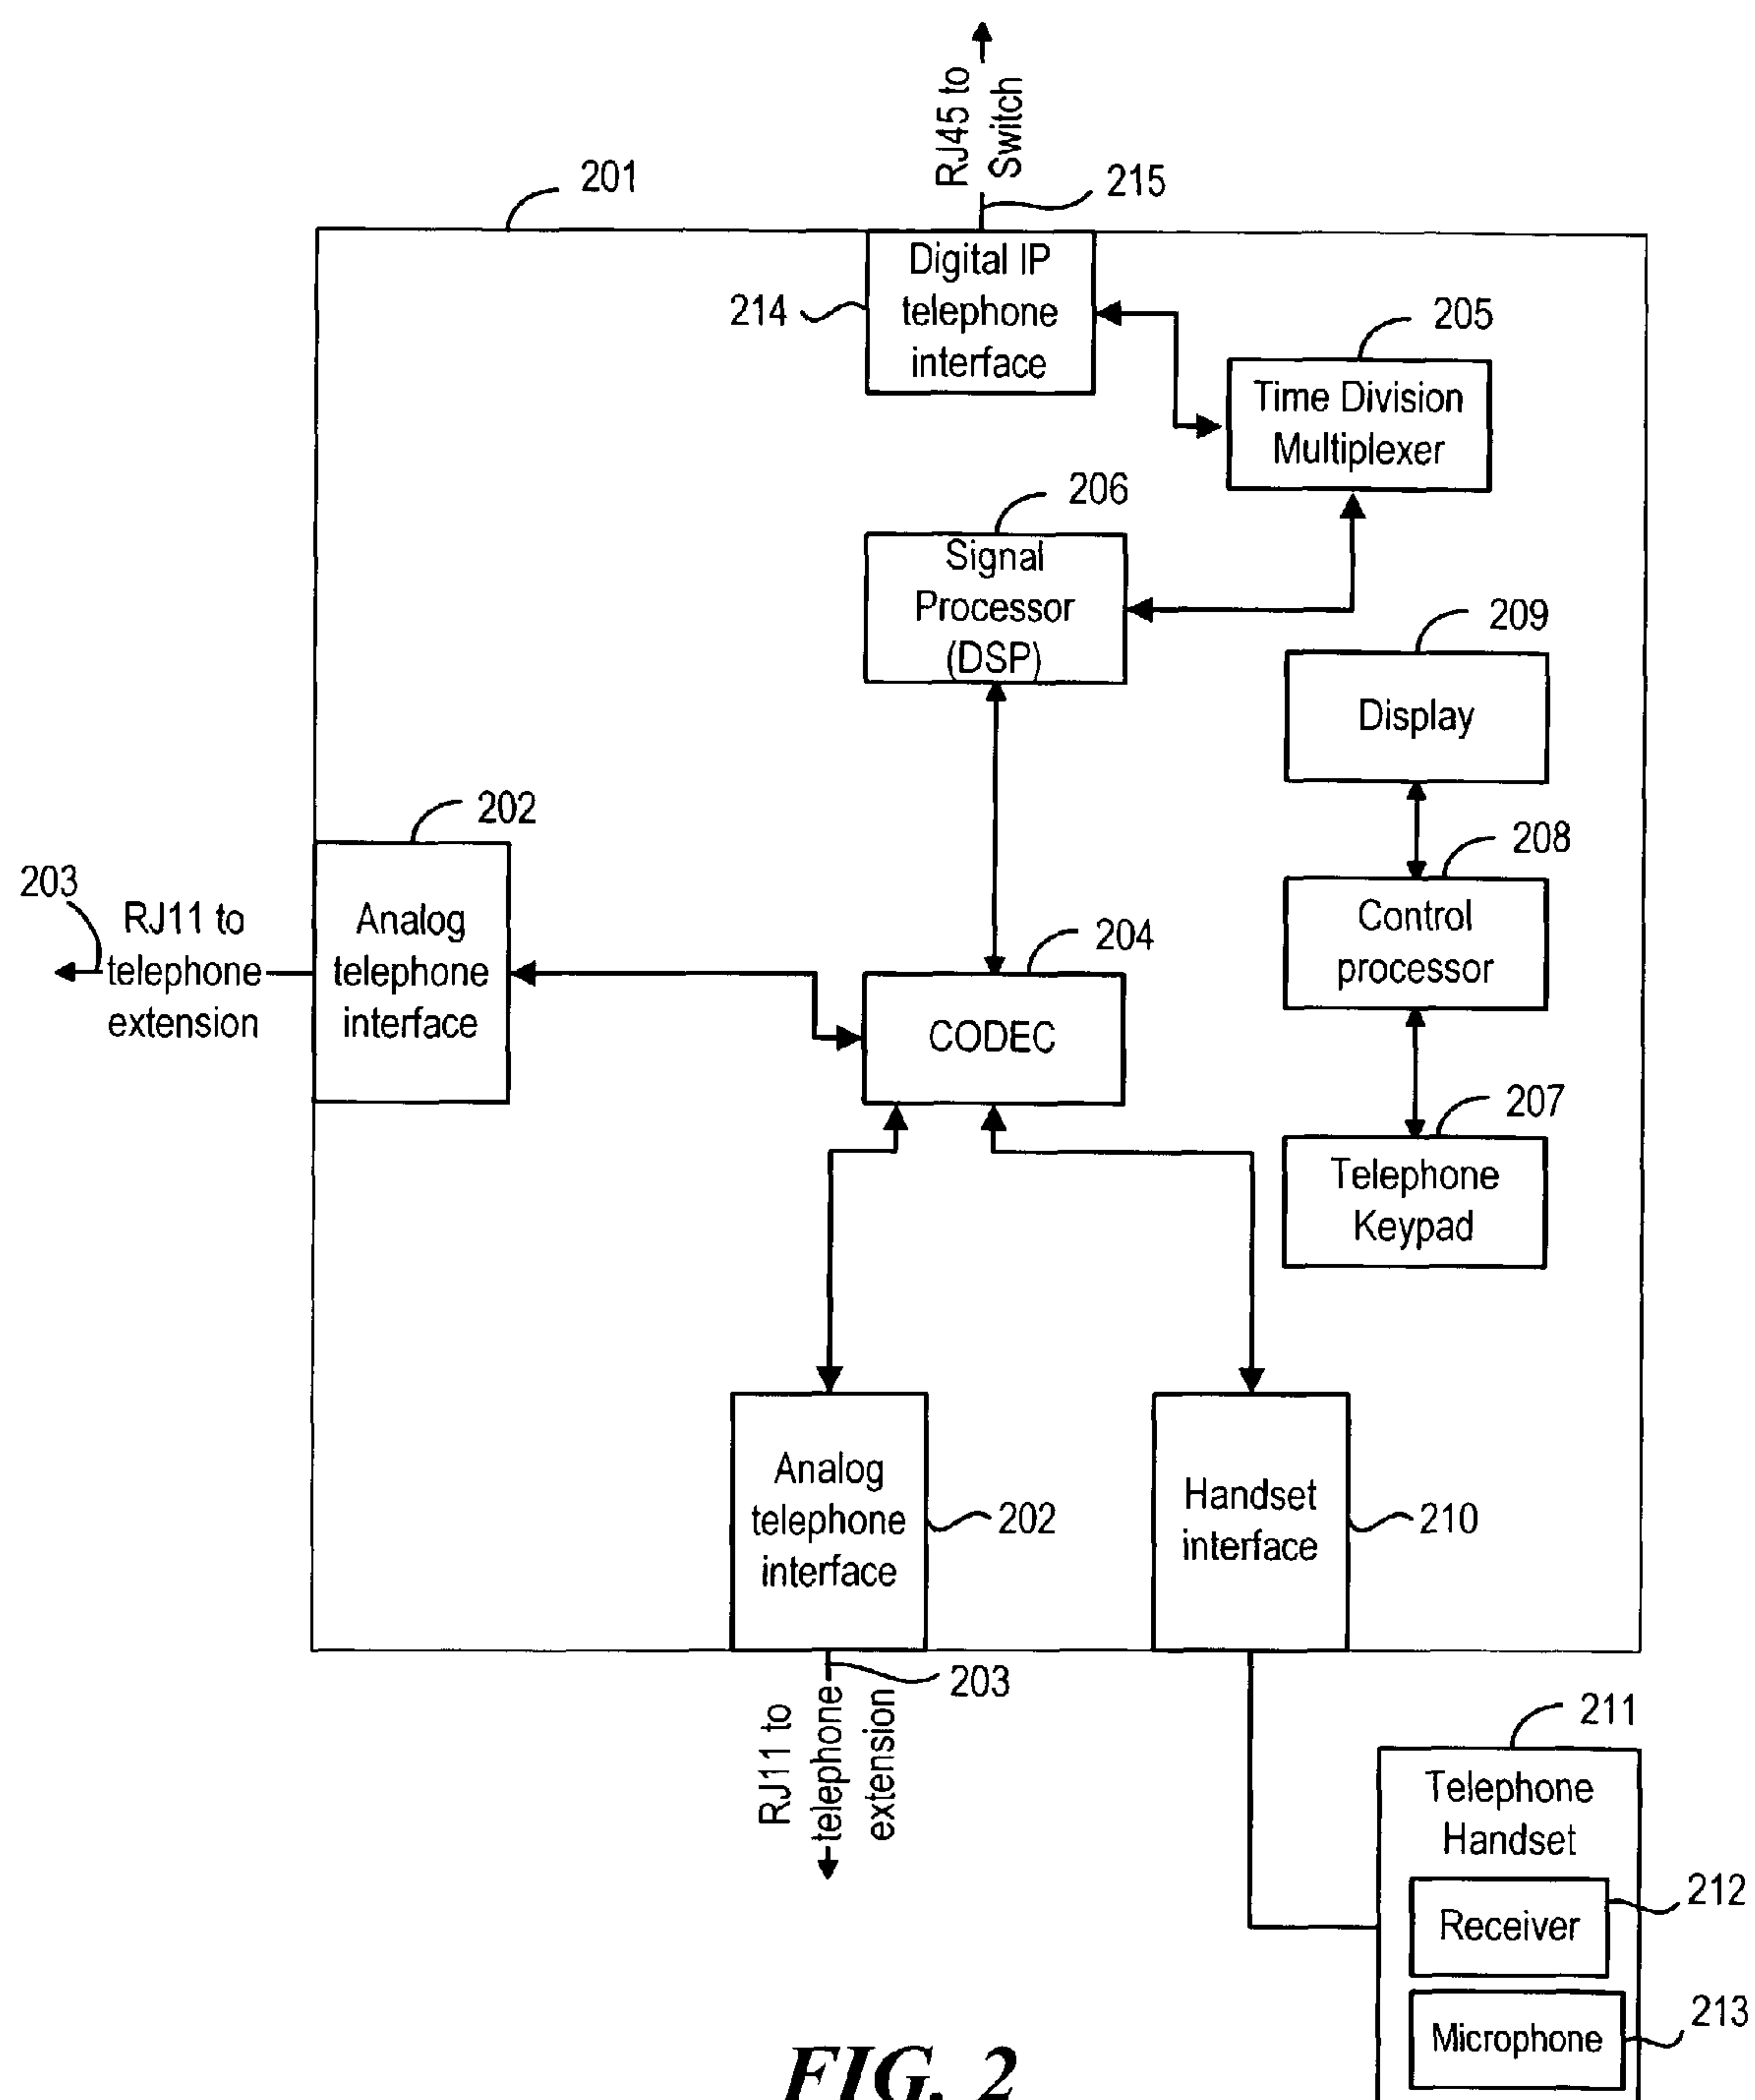 RJ45 to
Switch
201
215
Digital IP
telephone
interface
214
205
Time Division
Multiplexer
206
Signal
Processor
(DSP)
209
Display
202
208
203
RJ11 to
telephone
extension
Analog
telephone
interface
204
Control
processor
CODEC
207
Telephone
Keypad
Analog
telephone
interface
202
Handset
interface
210
203
RJ11 to
telephone
extension
211
Telephone
Handset
212
Receiver
213
Microphone
FIG. 2